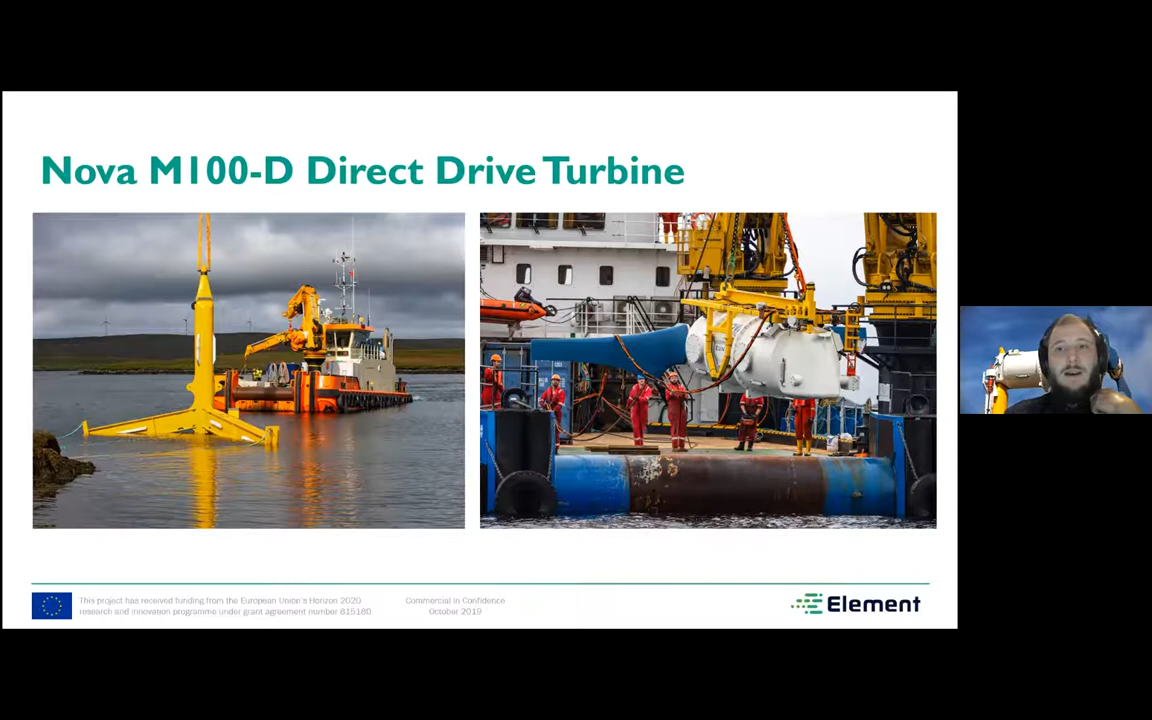 Nova M100-D Direct Drive Turbine
This project has received funding from the European Union's Horizon 2020
research and innovation programme under grant agreement number 815180.
Commercial in Confidence
October 2019
Element